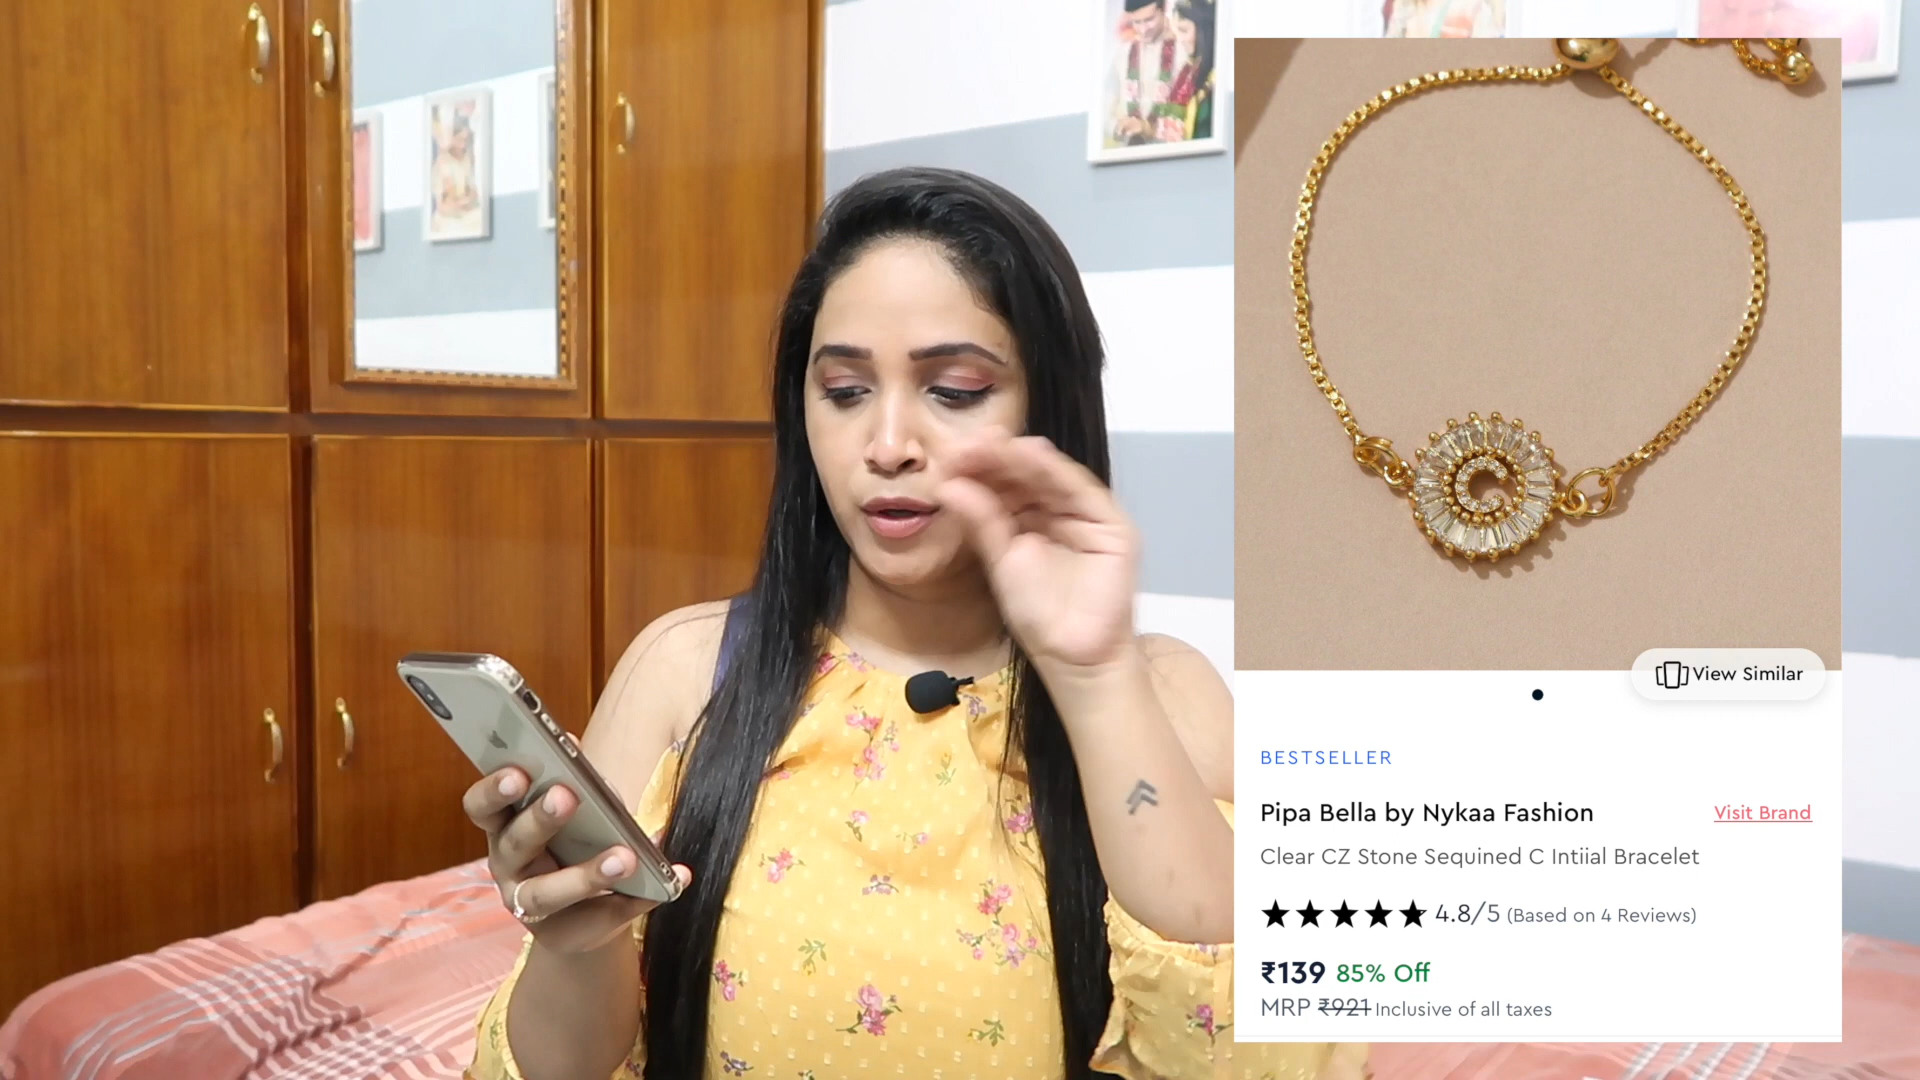 View Similar
BESTSELLER
Pipa Bella by Nykaa Fashion
Visit Brand
Clear CZ Stone Sequined C Intiial Bracelet
4.8/5 (Based on 4 Reviews)
₹139 85% Off
MRP ₹921 Inclusive of all taxes